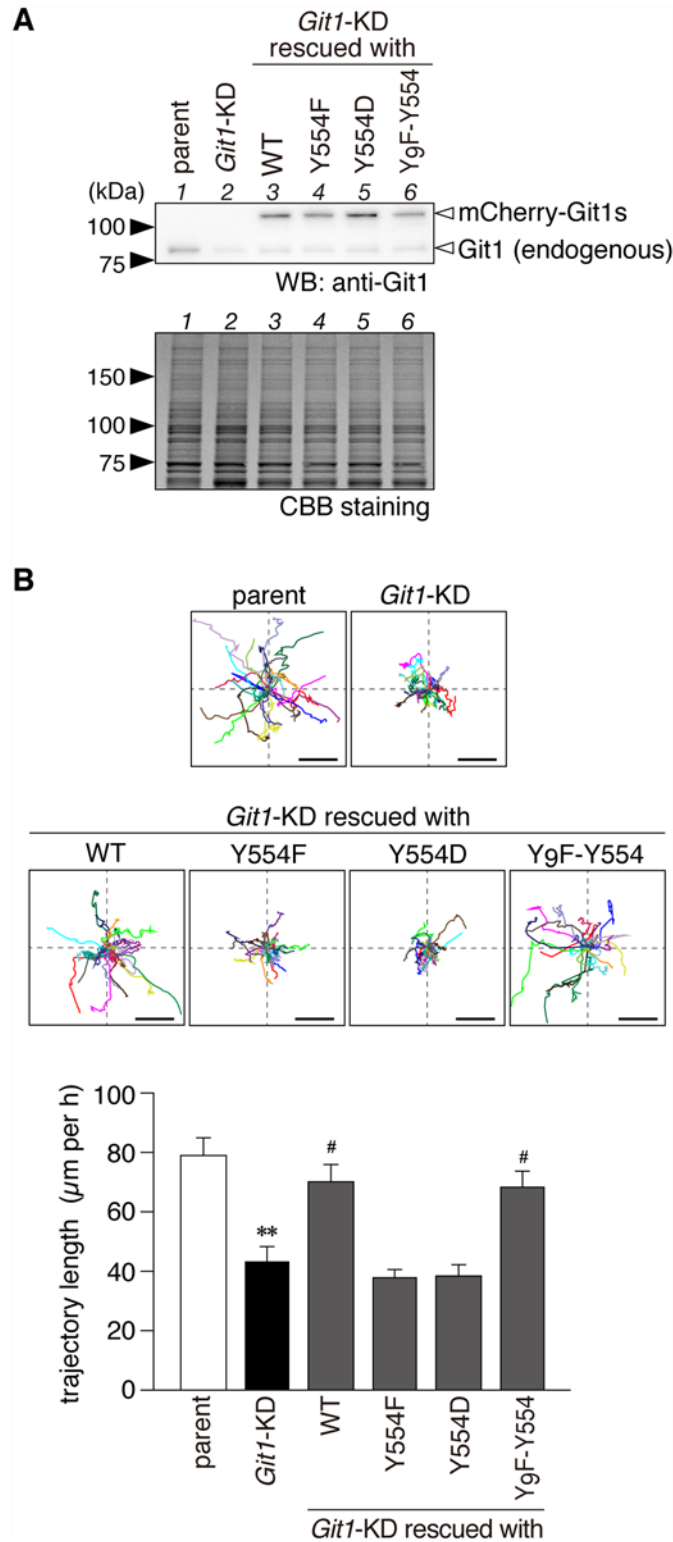 A
Git1-KD
rescued with
parent
Git1-KD
WT
Y554F
Y554D
Y9F-Y554
(kDa) 1 2 3 4 5 6
100
75
mCherry-Git1s
Git1 (endogenous)
WB: anti-Git1
1 2 3 4 5 6
150
100
75
CBB staining
B
parent Git1-KD
Git1-KD rescued with
WT Y554F Y554D Y9F-Y554
trajectory length (µm per h)
100
80
60
40
20
0
**
#
#
parent
Git1-KD
WT
Y554F
Y554D
Y9F-Y554
Git1-KD rescued with